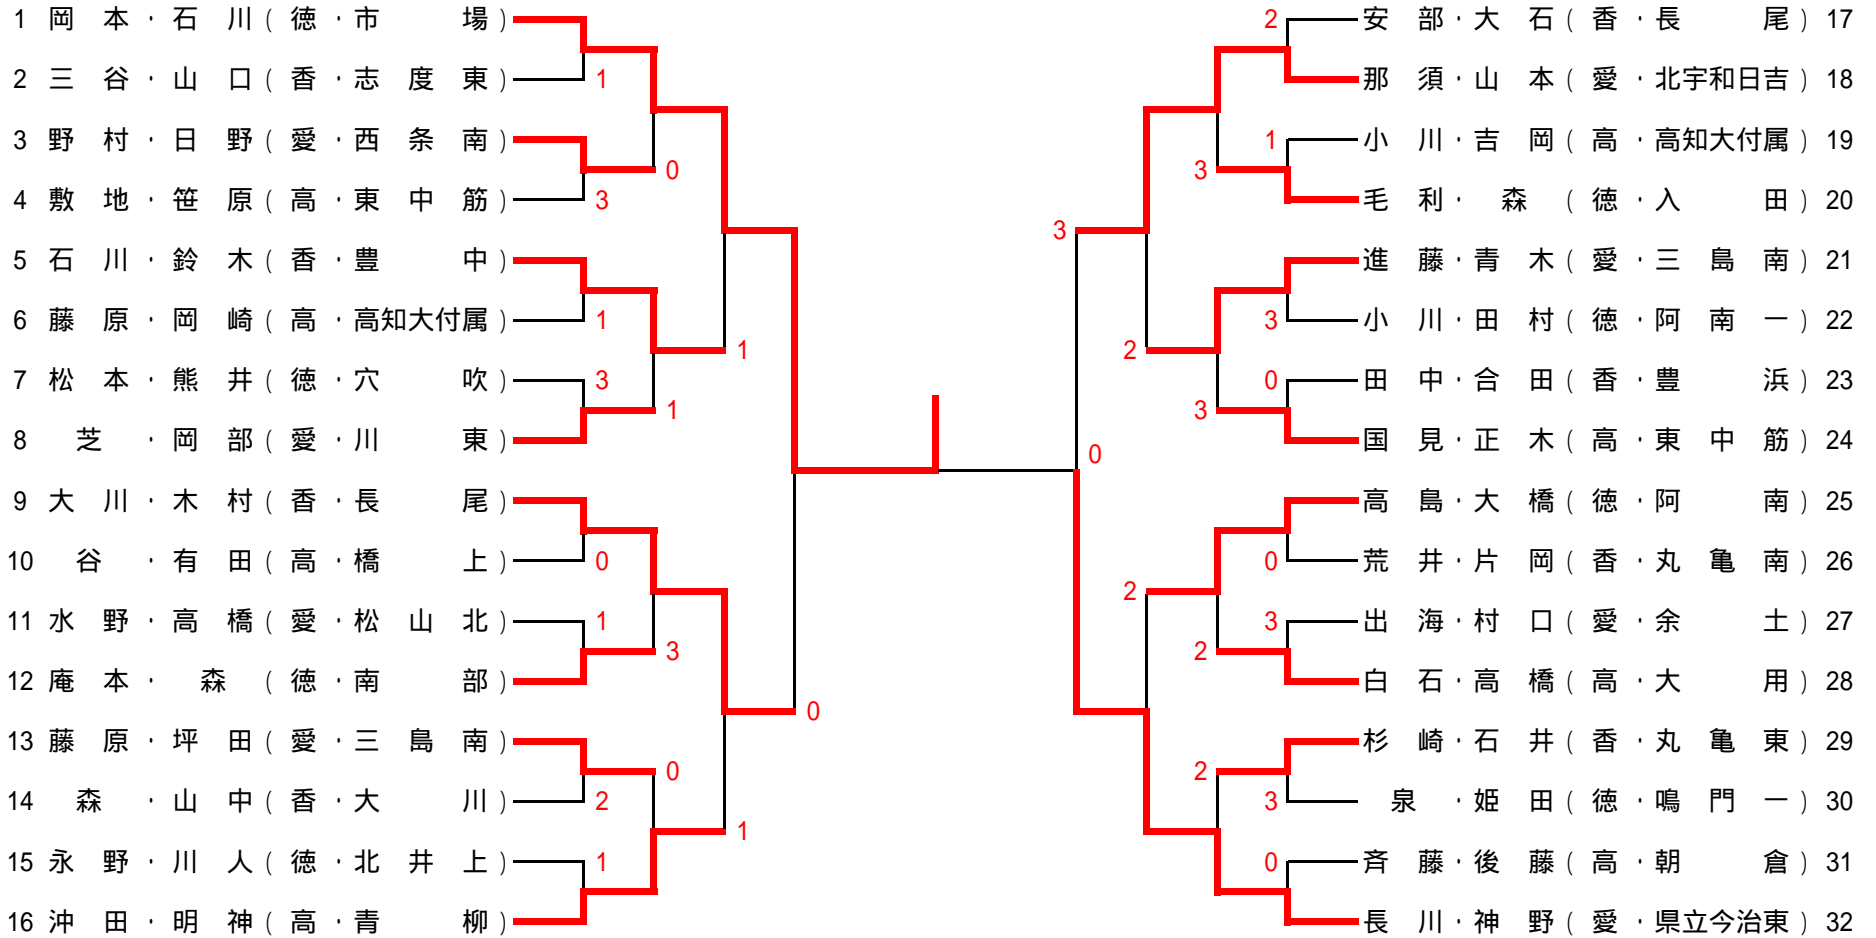 1 岡本・石川(徳・市場)
2 三谷・山口(香・志度東)
1
3 野村・日野(愛・西条南)
0
4 敷地・笹原(高・東中筋)
3
5 石川・鈴木(香・豊中)
6 藤原・岡崎(高・高知大付属)
1
1
7 松本・熊井(徳・穴吹)
3
1
8 芝・岡部(愛・川東)
9 大川・木村(香・長尾)
10 谷・有田(高・橋上)
0
11 水野・高橋(愛・松山北)
1
3
12 庵本・森(徳・南部)
0
13 藤原・坪田(愛・三島南)
0
14 森・山中(香・大川)
2
1
15 永野・川人(徳・北井上)
1
16 沖田・明神(高・青柳)
2
安部・大石(香・長尾) 17
那須・山本(愛・北宇和日吉) 18
1
小川・吉岡(高・高知大付属) 19
3
毛利・森(徳・入田) 20
3
進藤・青木(愛・三島南) 21
3
小川・田村(徳・阿南一) 22
2
0
田中・合田(香・豊浜) 23
3
国見・正木(高・東中筋) 24
0
高島・大橋(徳・阿南) 25
0
荒井・片岡(香・丸亀南) 26
2
3
出海・村口(愛・余土) 27
2
白石・高橋(高・大用) 28
杉崎・石井(香・丸亀東) 29
2
3
泉・姫田(徳・鳴門一) 30
0
斉藤・後藤(高・朝倉) 31
長川・神野(愛・県立今治東) 32